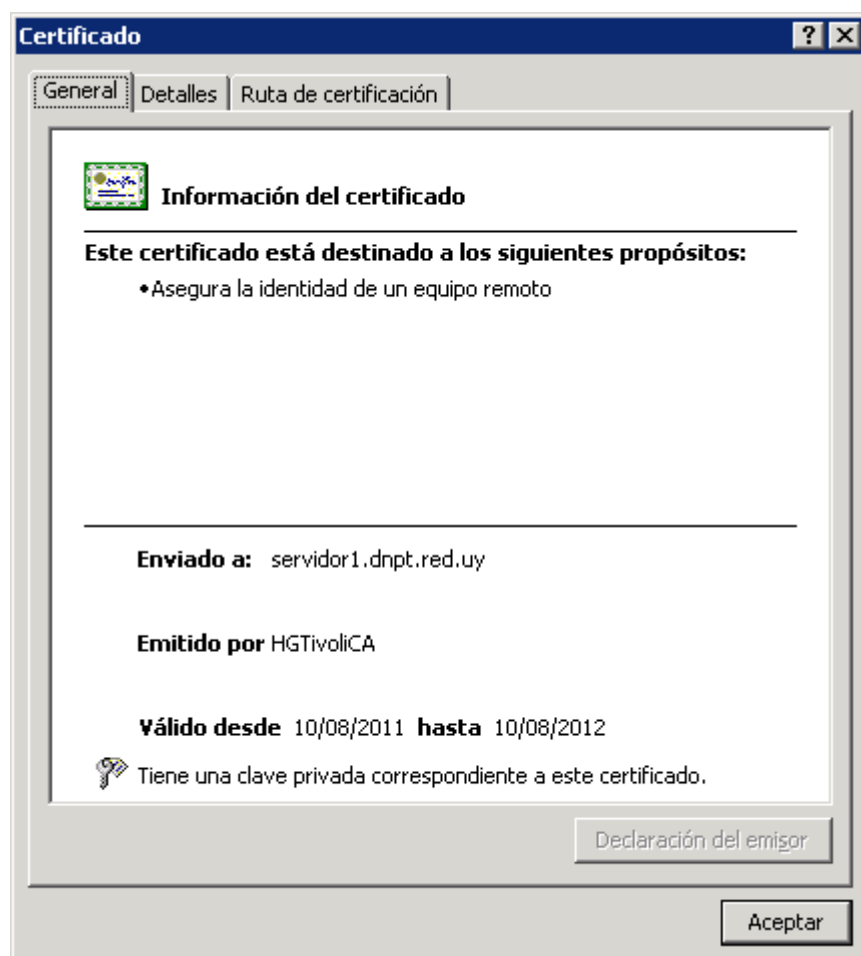 Certificado
General Detalles Ruta de certificación
Información del certificado
Este certificado está destinado a los siguientes propósitos:
•Asegura la identidad de un equipo remoto
Enviado a: servidor1.dnpt.red.uy
Emitido por HGTivoliCA
Válido desde 10/08/2011 hasta 10/08/2012
Tiene una clave privada correspondiente a este certificado.
Declaración del emisor
Aceptar